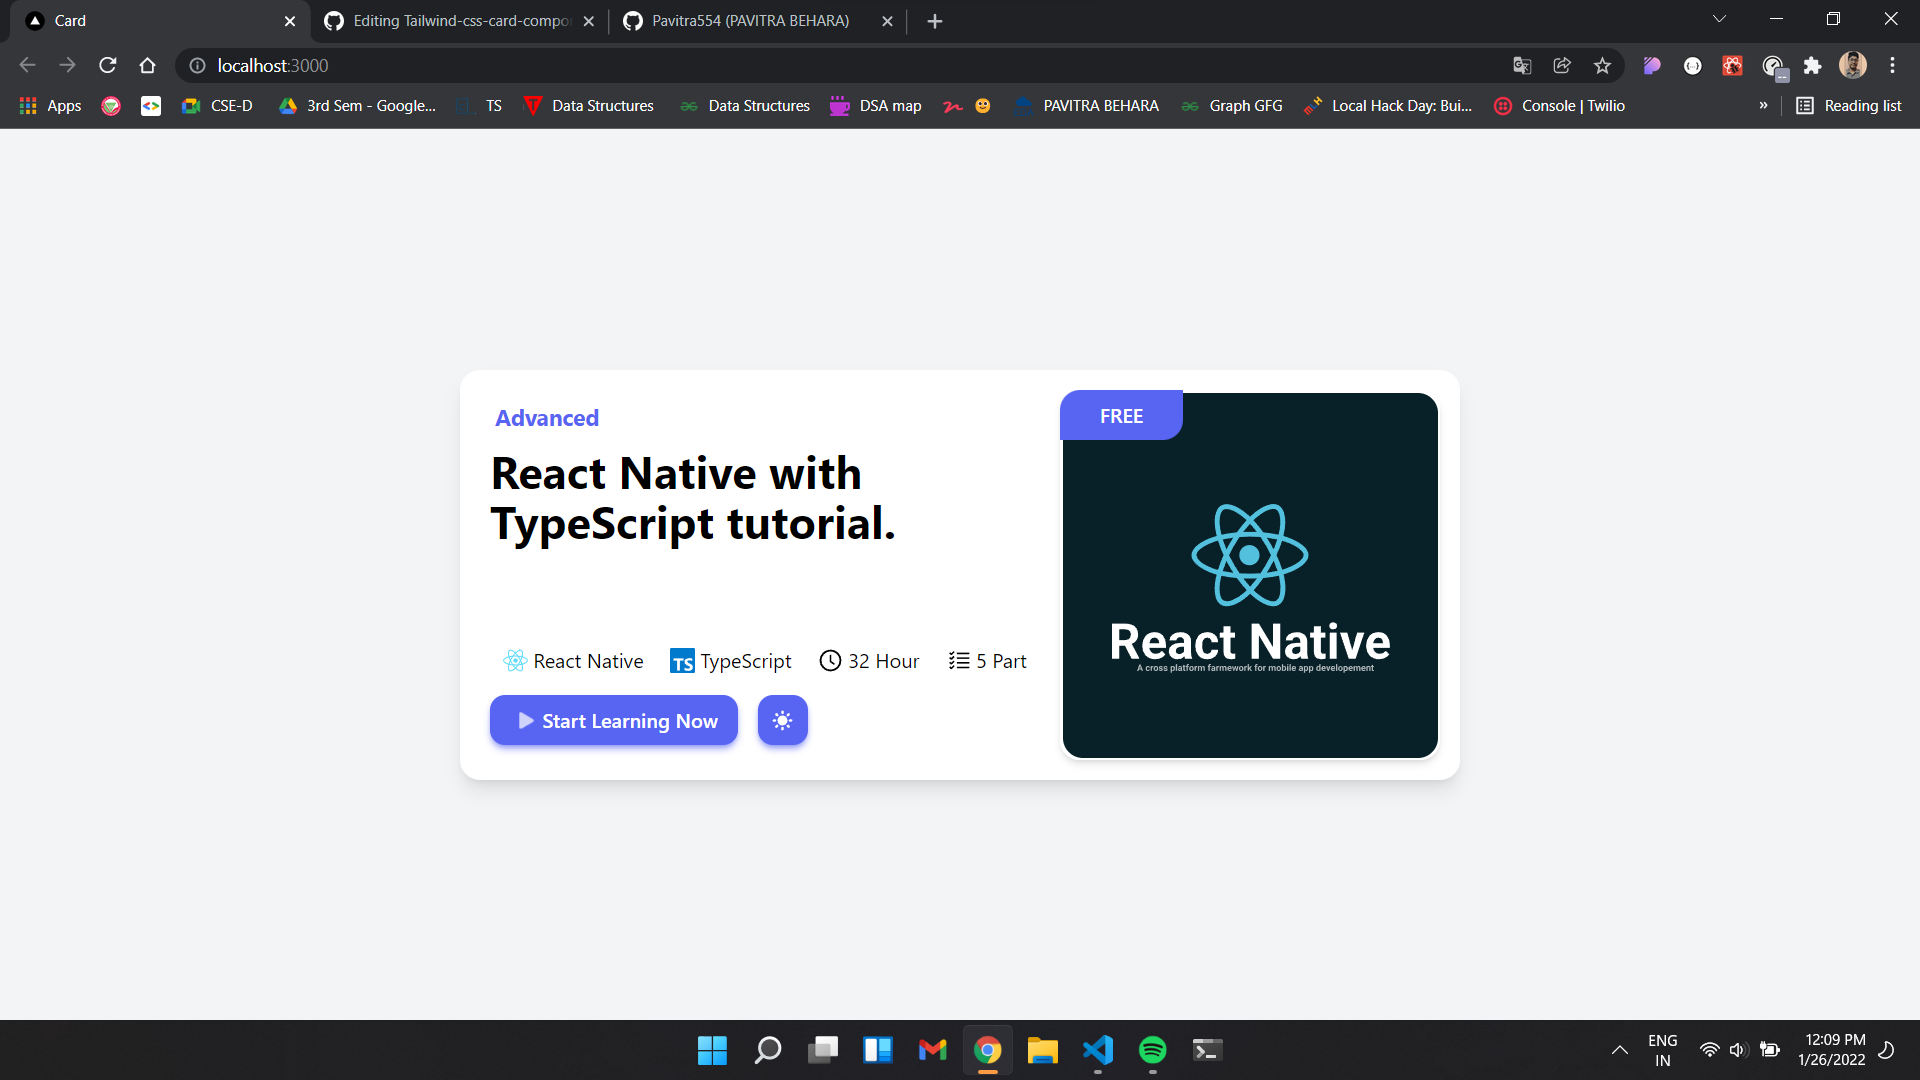 Card
Editing Tailwind-css-card-compo
Pavitra554 (PAVITRA BEHARA)
localhost:3000
Apps
CSE-D
3rd Sem - Google...
TS
Data Structures
Data Structures
DSA map
PAVITRA BEHARA
Graph GFG
Local Hack Day: Bui...
Console | Twilio
»
Reading list
Advanced
React Native with
TypeScript tutorial.
React Native
TS TypeScript
32 Hour
5 Part
Start Learning Now
FREE
React Native
A cross platform farmework for mobile app developement
ENG
IN
12:09 PM
1/26/2022